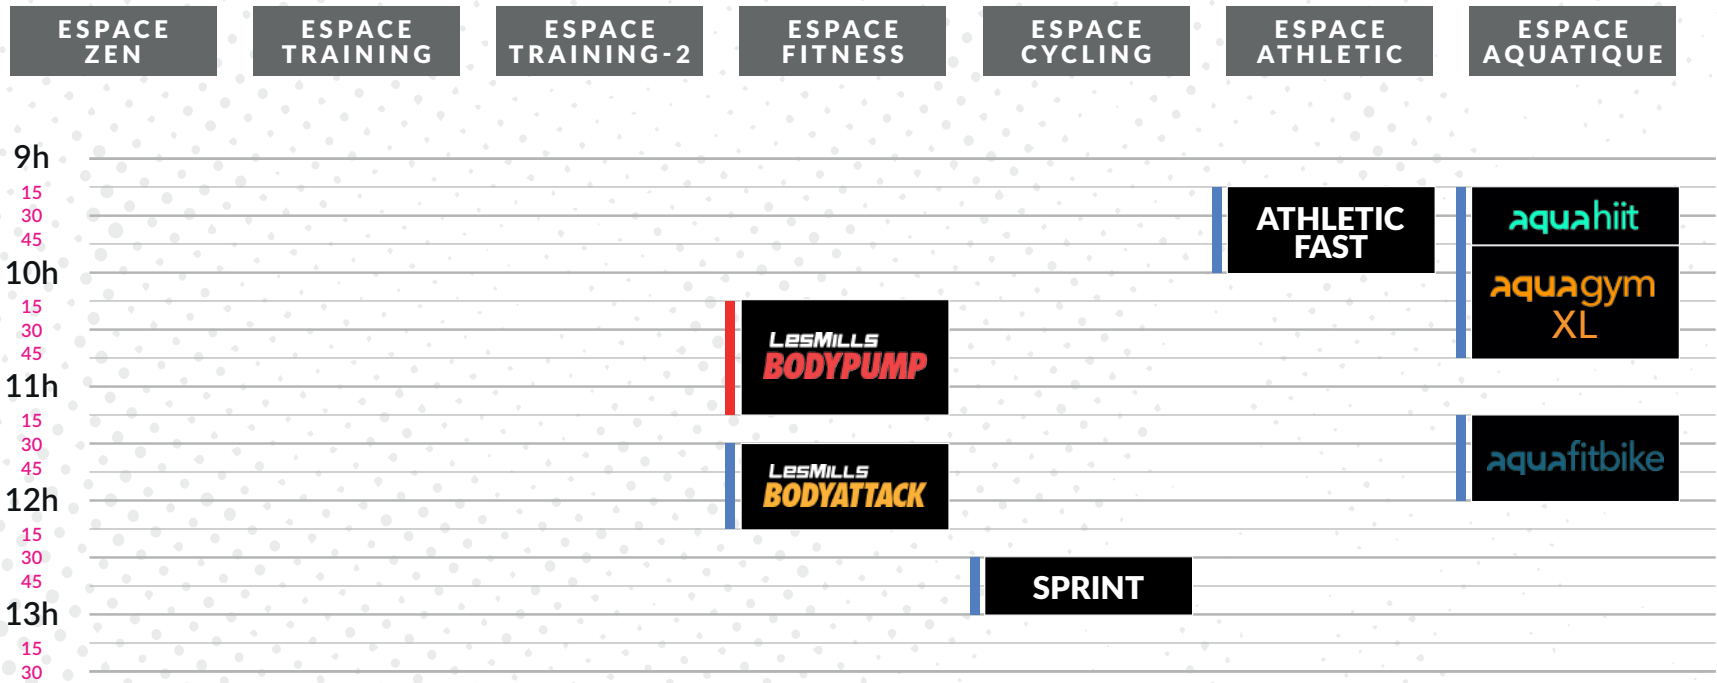 ESPACE
ZEN
ESPACE
TRAINING
ESPACE
TRAINING-2
ESPACE
FITNESS
ESPACE
CYCLING
ESPACE
ATHLETIC
ESPACE
AQUATIQUE
9h
15
30
45
10h
15
30
45
11h
15
30
45
12h
15
30
45
13h
15
30
LESMILLS
BODYPUMP
LESMILLS
BODYATTACK
SPRINT
ATHLETIC
FAST
aquahiit
aquagym
XL
aquafitbike